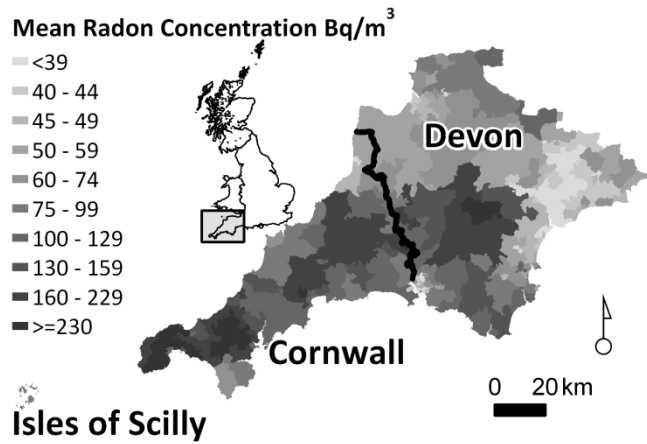 Mean Radon Concentration Bq/m³
<39
40 - 44
45 - 49
50 - 59
60 - 74
75 - 99
100 - 129
130 - 159
160 - 229
>=230
Devon
Cornwall
Isles of Scilly
0 20 km